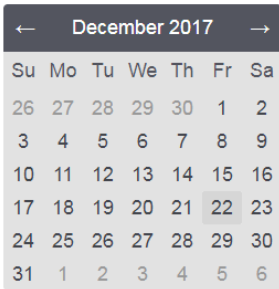 ← December 2017 →
Su Mo Tu We Th Fr Sa
26 27 28 29 30 1 2
3 4 5 6 7 8 9
10 11 12 13 14 15 16
17 18 19 20 21 22 23
24 25 26 27 28 29 30
31 1 2 3 4 5 6